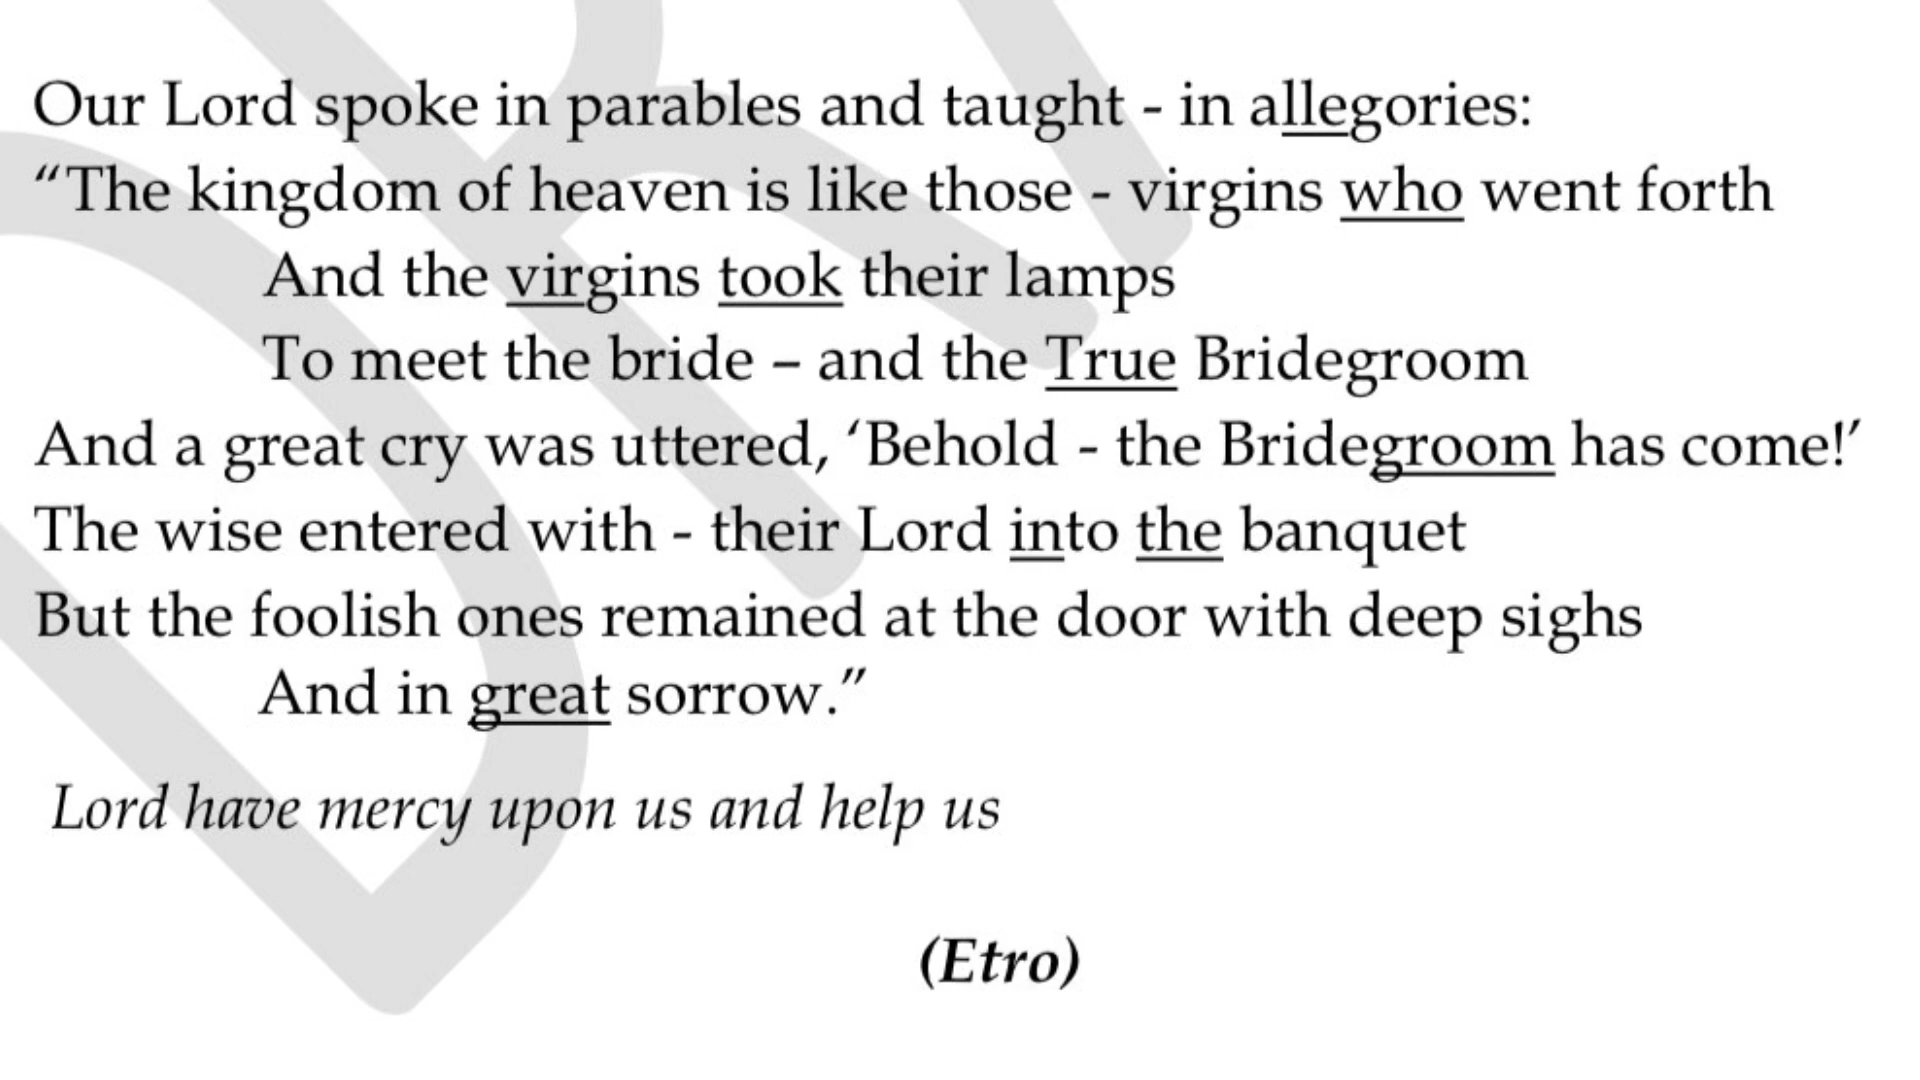 Our Lord spoke in parables and taught - in allegories:
“The kingdom of heaven is like those - virgins who went forth
And the virgins took their lamps
To meet the bride – and the True Bridegroom
And a great cry was uttered, ‘Behold - the Bridegroom has come!’
The wise entered with - their Lord into the banquet
But the foolish ones remained at the door with deep sighs
And in great sorrow.”
Lord have mercy upon us and help us
(Etro)